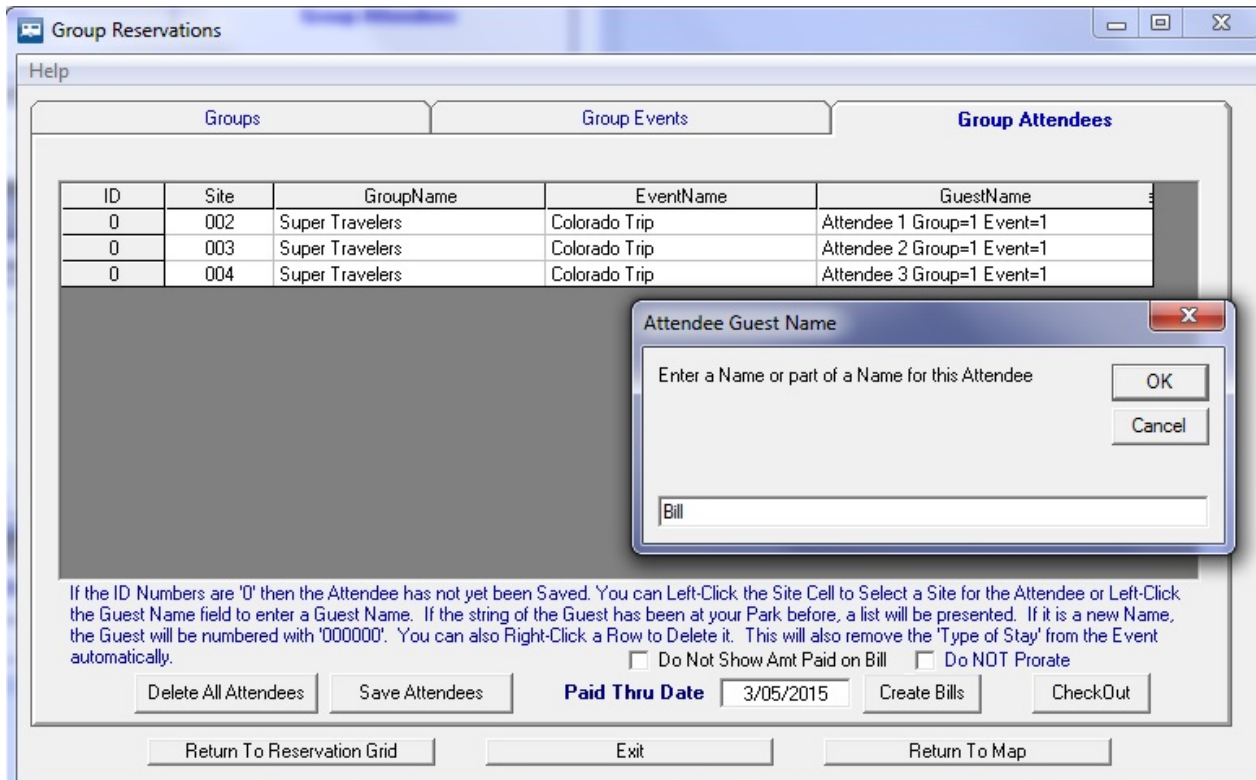 Group Attendees
Group Reservations
Help
Groups Group Events Group Attendees
ID Site GroupName EventName GuestName
0 002 Super Travelers Colorado Trip Attendee 1 Group=1 Event=1
0 003 Super Travelers Colorado Trip Attendee 2 Group=1 Event=1
0 004 Super Travelers Colorado Trip Attendee 3 Group=1 Event=1
Attendee Guest Name
Enter a Name or part of a Name for this Attendee
OK
Cancel
Bill
If the ID Numbers are '0' then the Attendee has not yet been Saved. You can Left-Click the Site Cell to Select a Site for the Attendee or Left-Click
the Guest Name field to enter a Guest Name. If the string of the Guest has been at your Park before, a list will be presented. If it is a new Name,
the Guest will be numbered with '000000'. You can also Right-Click a Row to Delete it. This will also remove the 'Type of Stay' from the Event
automatically.
Do Not Show Amt Paid on Bill Do NOT Prorate
Delete All Attendees Save Attendees Paid Thru Date 3/05/2015 Create Bills CheckOut
Return To Reservation Grid Exit Return To Map